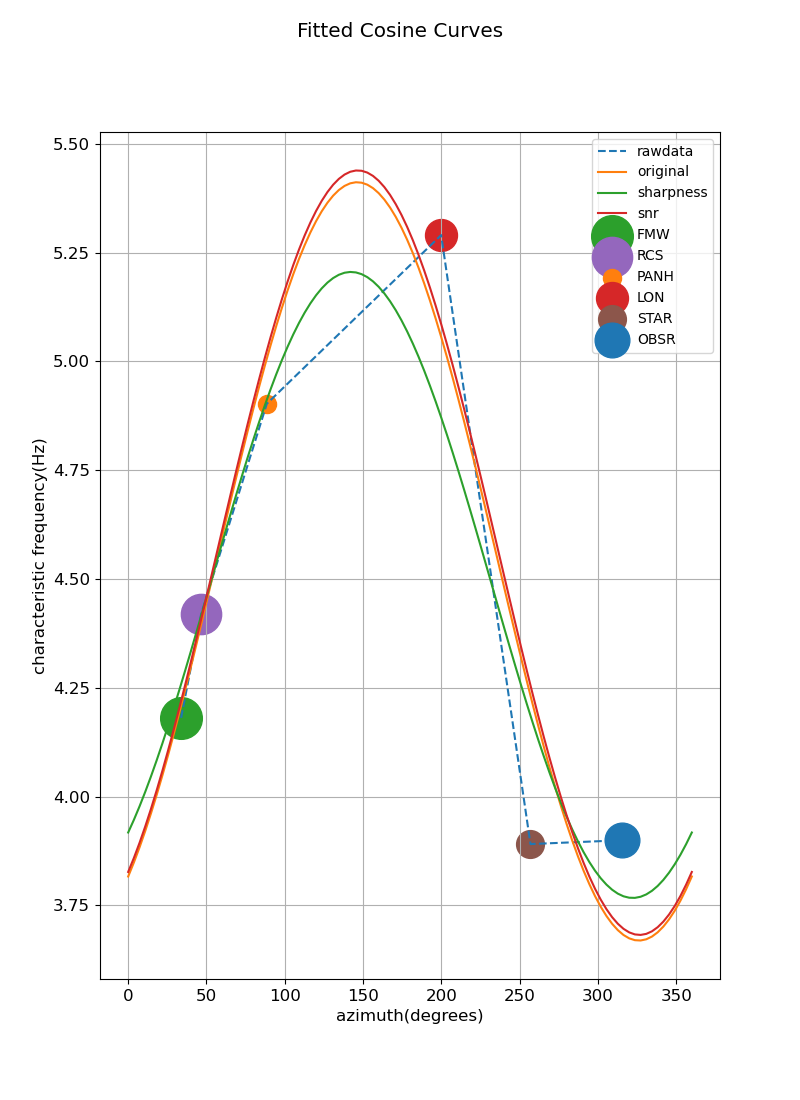 Fitted Cosine Curves
5.50
5.25
5.00
4.75
4.50
4.25
4.00
3.75
characteristic frequency(Hz)
rawdata
original
sharpness
snr
FMW
RCS
PANH
LON
STAR
OBSR
0 50 100 150 200 250 300 350
azimuth(degrees)